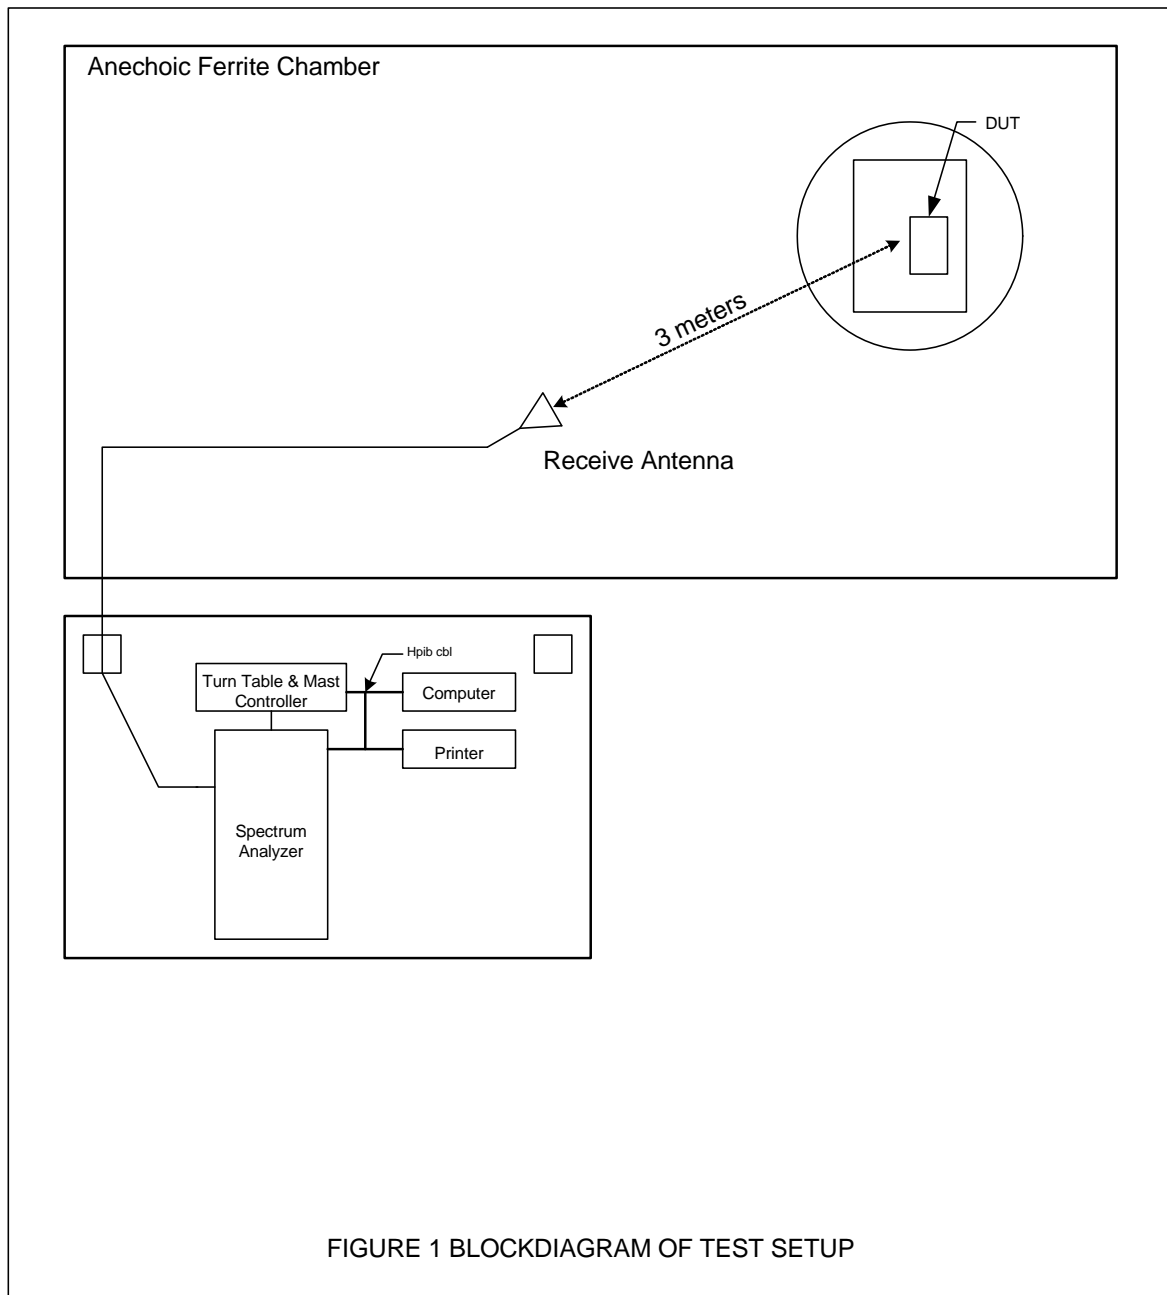 Anechoic Ferrite Chamber
DUT
3 meters
Receive Antenna
Hpib cbl
Turn Table & Mast
Controller
Computer
Printer
Spectrum
Analyzer
FIGURE 1 BLOCKDIAGRAM OF TEST SETUP